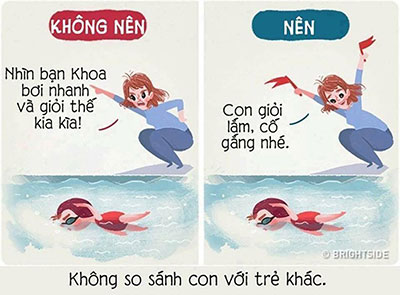 KHÔNG NÊN
Nhìn bạn Khoa
bơi nhanh
và giỏi thế
kia kìa!
NÊN
Con giỏi
lắm, cố
gắng nhé.
© BRIGHTSIDE
Không so sánh con với trẻ khác.